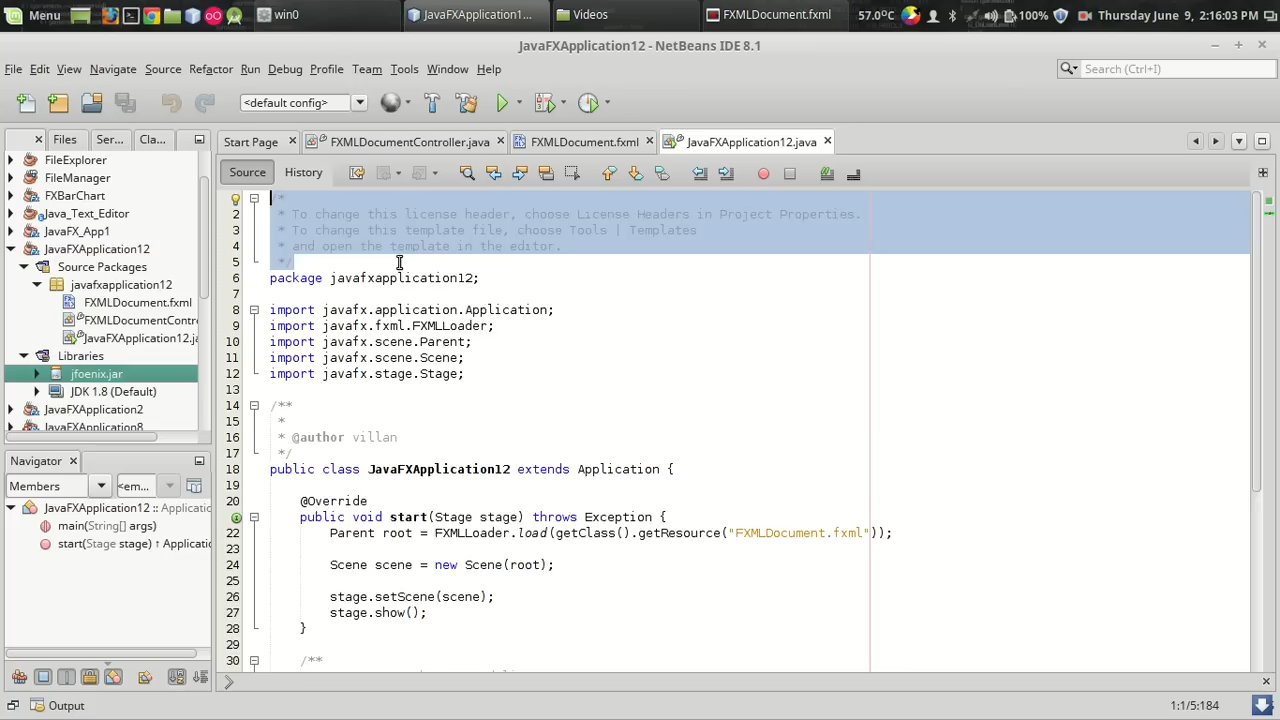 Menu
win0
JavaFXApplication1...
Videos
FXMLDocument.fxml
57.0°C
100%
Thursday June 9, 2:16:03 PM
JavaFXApplication12 - NetBeans IDE 8.1
File Edit View Navigate Source Refactor Run Debug Profile Team Tools Window Help
Search (Ctrl+I)
<default config>
Files Ser... Cla...
Start Page FXMLDocumentController.java FXMLDocument.fxml JavaFXApplication12.java
Source History
FileExplorer
FileManager
FXBarChart
Java_Text_Editor
JavaFX_App1
JavaFXApplication12
Source Packages
javafxapplication12
FXMLDocument.fxml
FXMLDocumentContr
JavaFXApplication12.ja
Libraries
jfoenix.jar
JDK 1.8 (Default)
JavaFXApplication2
JavaFXApplication8
Navigator
Members <em...
JavaFXApplication12 :: Applicatio
main(String[] args)
start(Stage stage) ↑ Applicatio
/*
2 * To change this license header, choose License Headers in Project Properties.
3 * To change this template file, choose Tools | Templates
4 * and open the template in the editor.
5 */
6 package javafxapplication12;
7
8 import javafx.application.Application;
9 import javafx.fxml.FXMLLoader;
10 import javafx.scene.Parent;
11 import javafx.scene.Scene;
12 import javafx.stage.Stage;
13
14 /**
15 *
16 * @author villan
17 */
18 public class JavaFXApplication12 extends Application {
19
20 @Override
public void start(Stage stage) throws Exception {
22 Parent root = FXMLLoader.load(getClass().getResource("FXMLDocument.fxml"));
23
24 Scene scene = new Scene(root);
25
26 stage.setScene(scene);
27 stage.show();
28 }
29
30 /**
Output
1:1/5:184